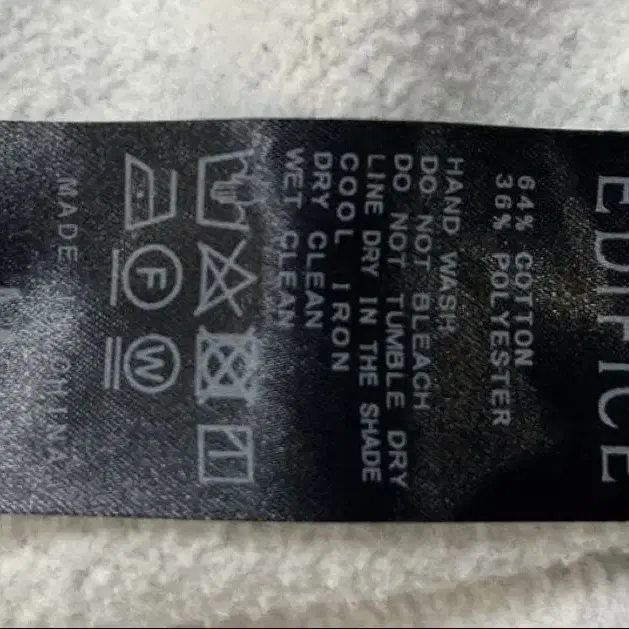 EDIFICE
64% COTTON
36% POLYESTER
HAND WASH
DO NOT BLEACH
DO NOT TUMBLE DRY
LINE DRY IN THE SHADE
COOL IRON
DRY CLEAN
WET CLEAN
F
W
MADE IN CHINA